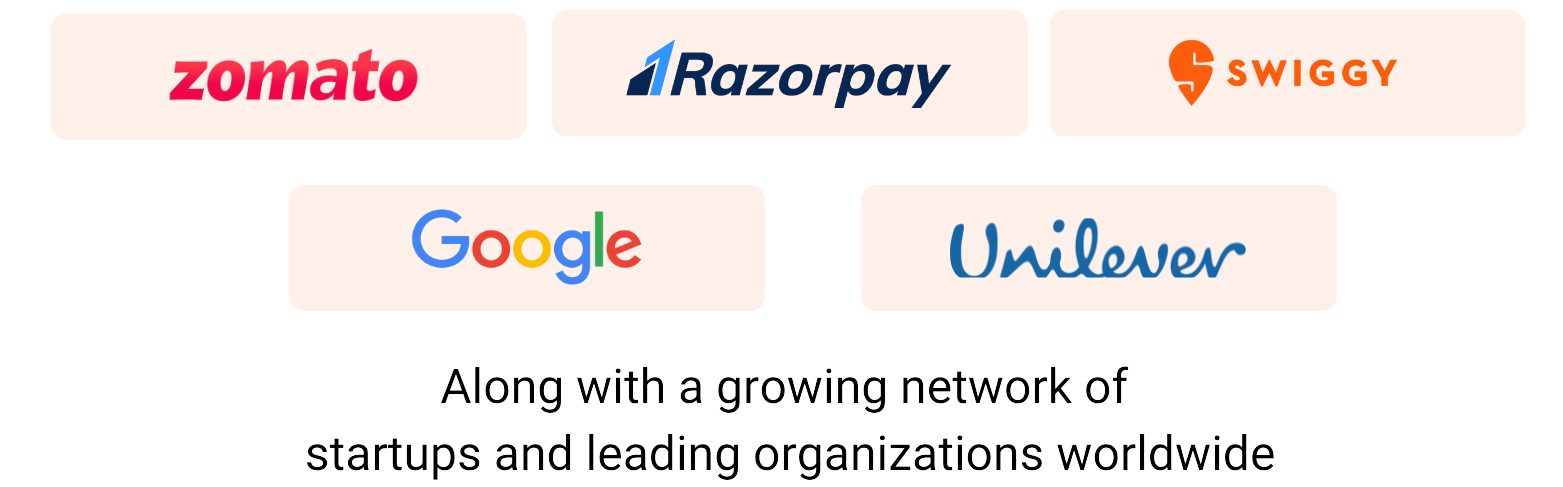 zomato
Razorpay
SWIGGY
Google
Unilever
Along with a growing network of
startups and leading organizations worldwide